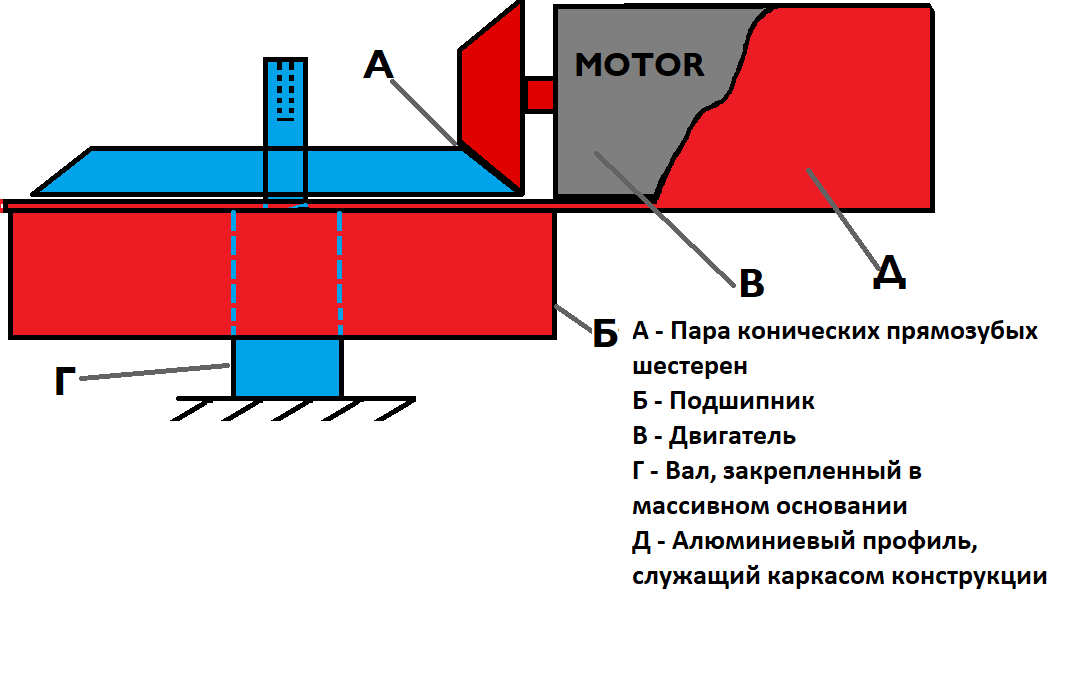 А
MOTOR
В
Д
Б
Г
А - Пара конических прямозубых
шестерен
Б - Подшипник
В - Двигатель
Г - Вал, закрепленный в
массивном основании
Д - Алюминиевый профиль,
служащий каркасом конструкции